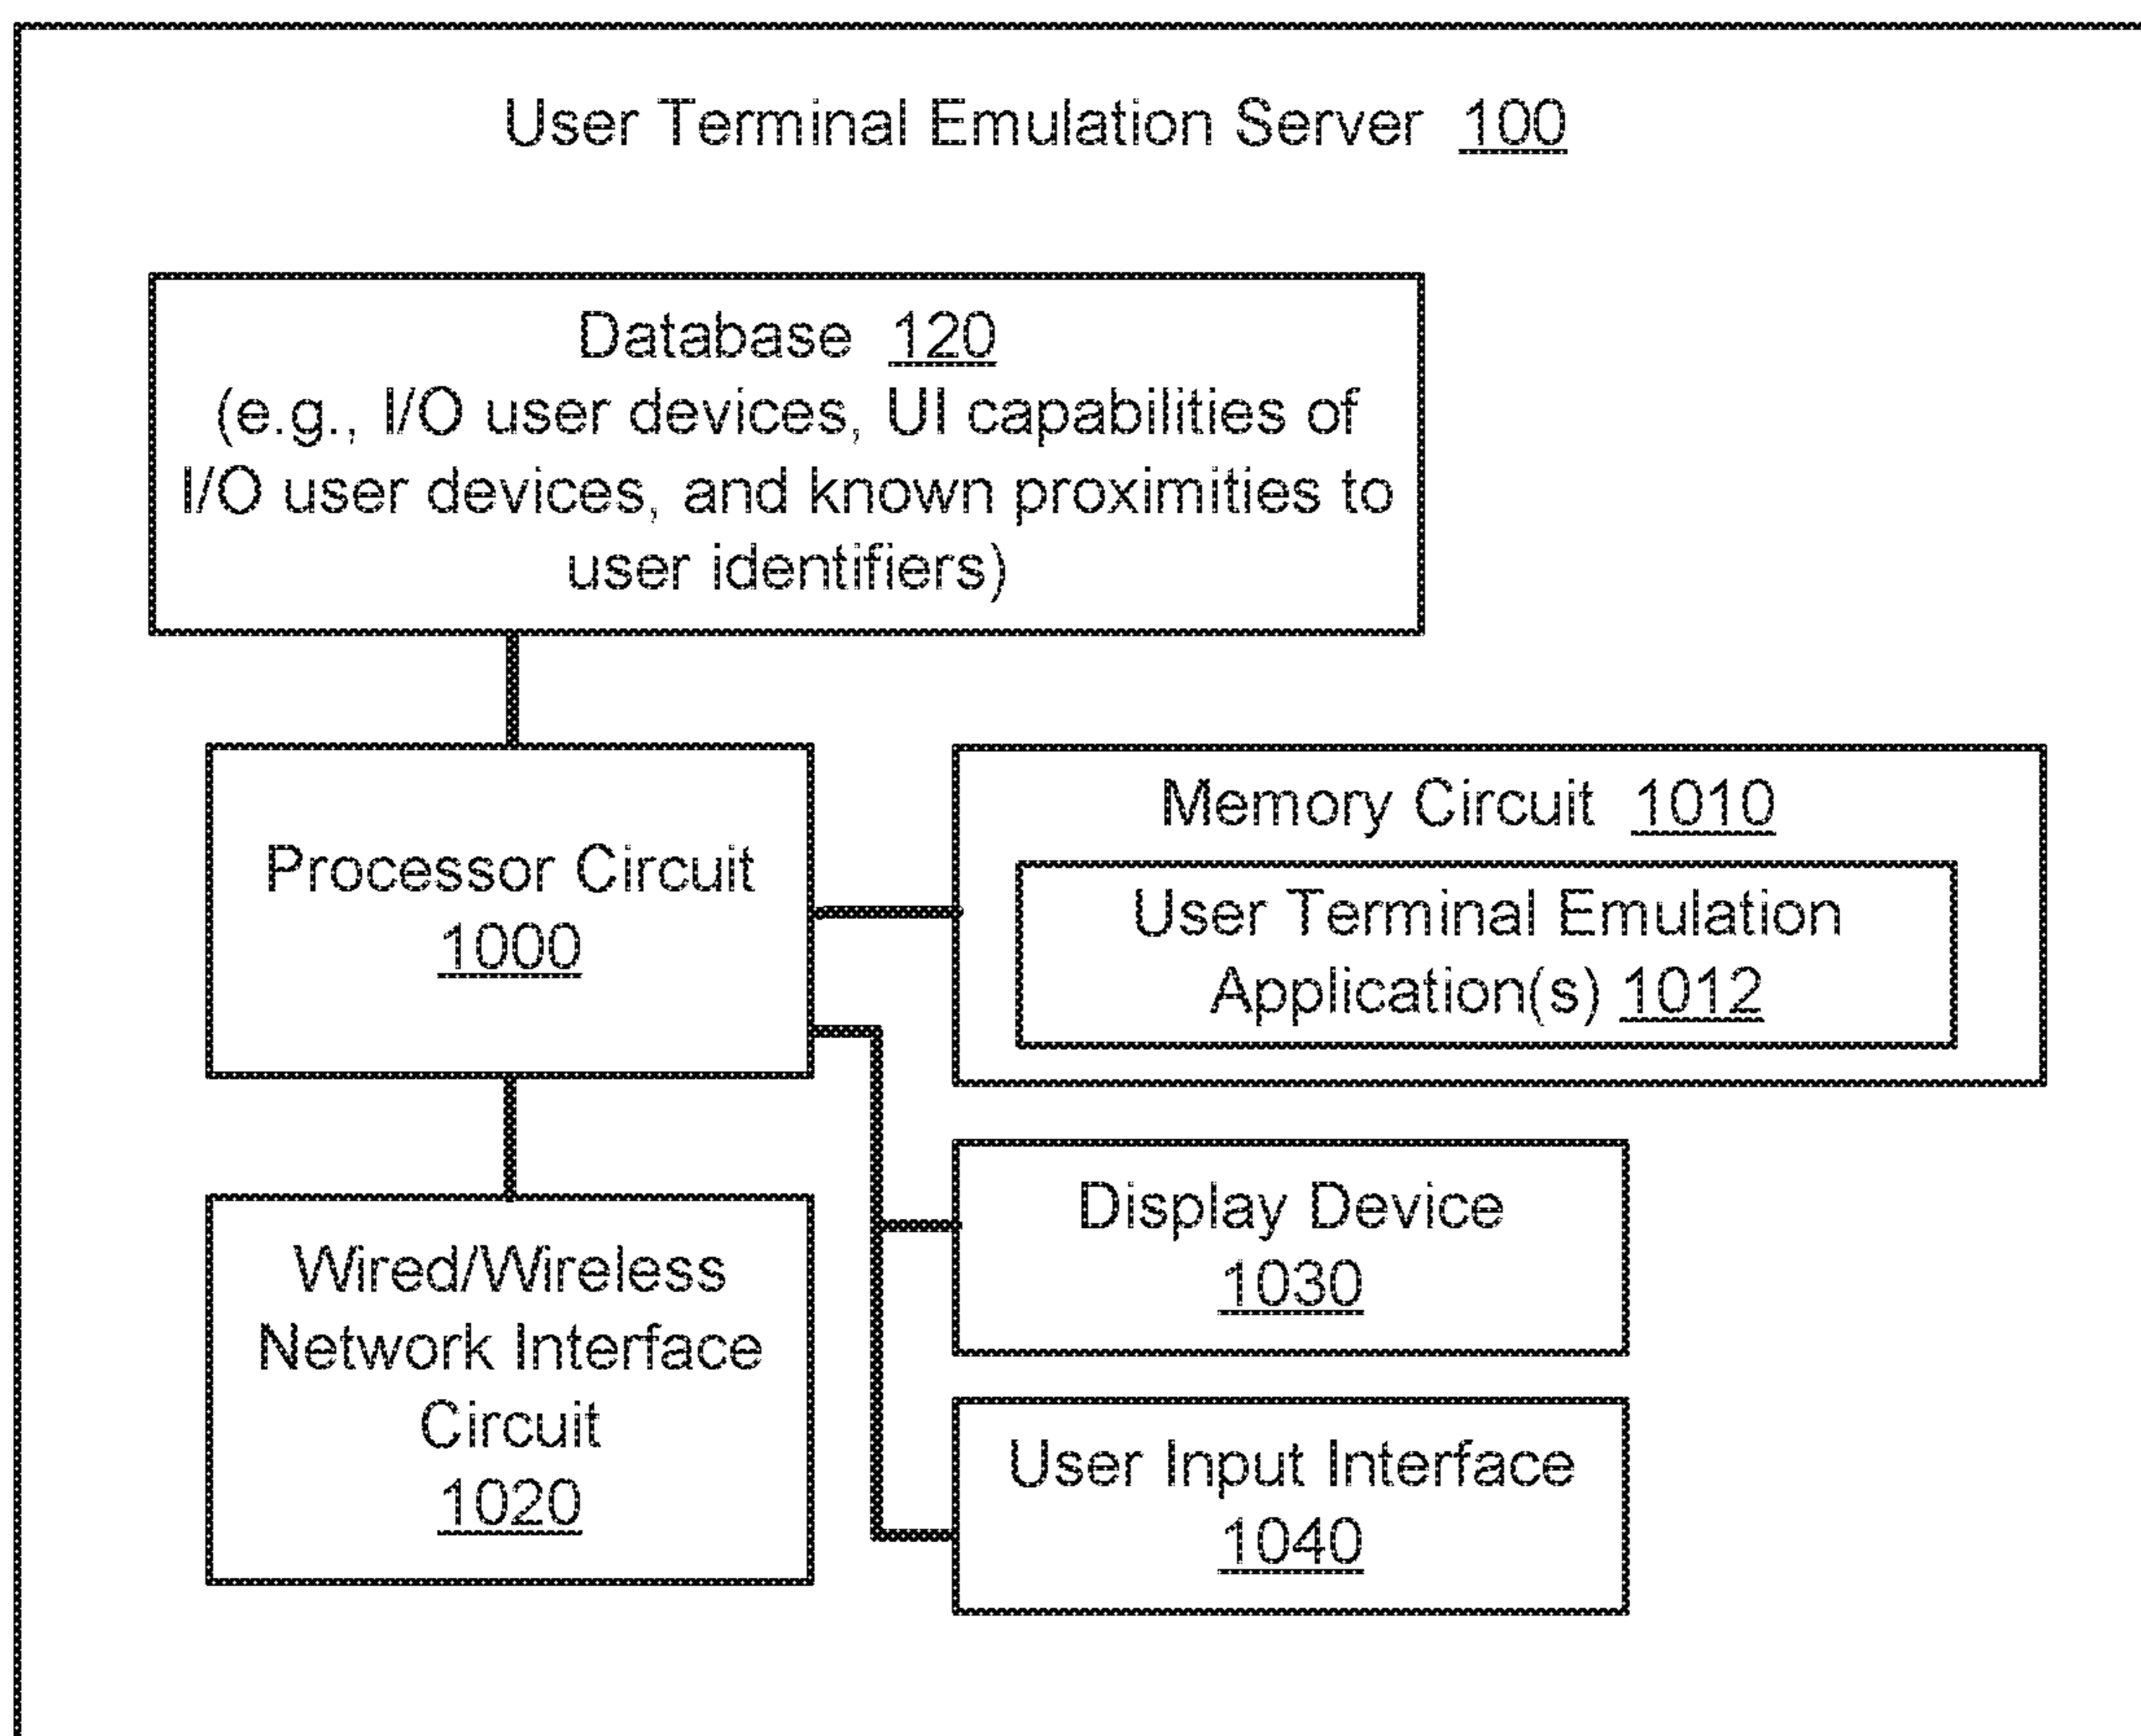 User Terminal Emulation Server 100
Database 120
(e.g., I/O user devices, UI capabilities of
I/O user devices, and known proximities to
user identifiers)
Processor Circuit
1000
Memory Circuit 1010
User Terminal Emulation
Application(s) 1012
Wired/Wireless
Network Interface
Circuit
1020
Display Device
1030
User Input Interface
1040